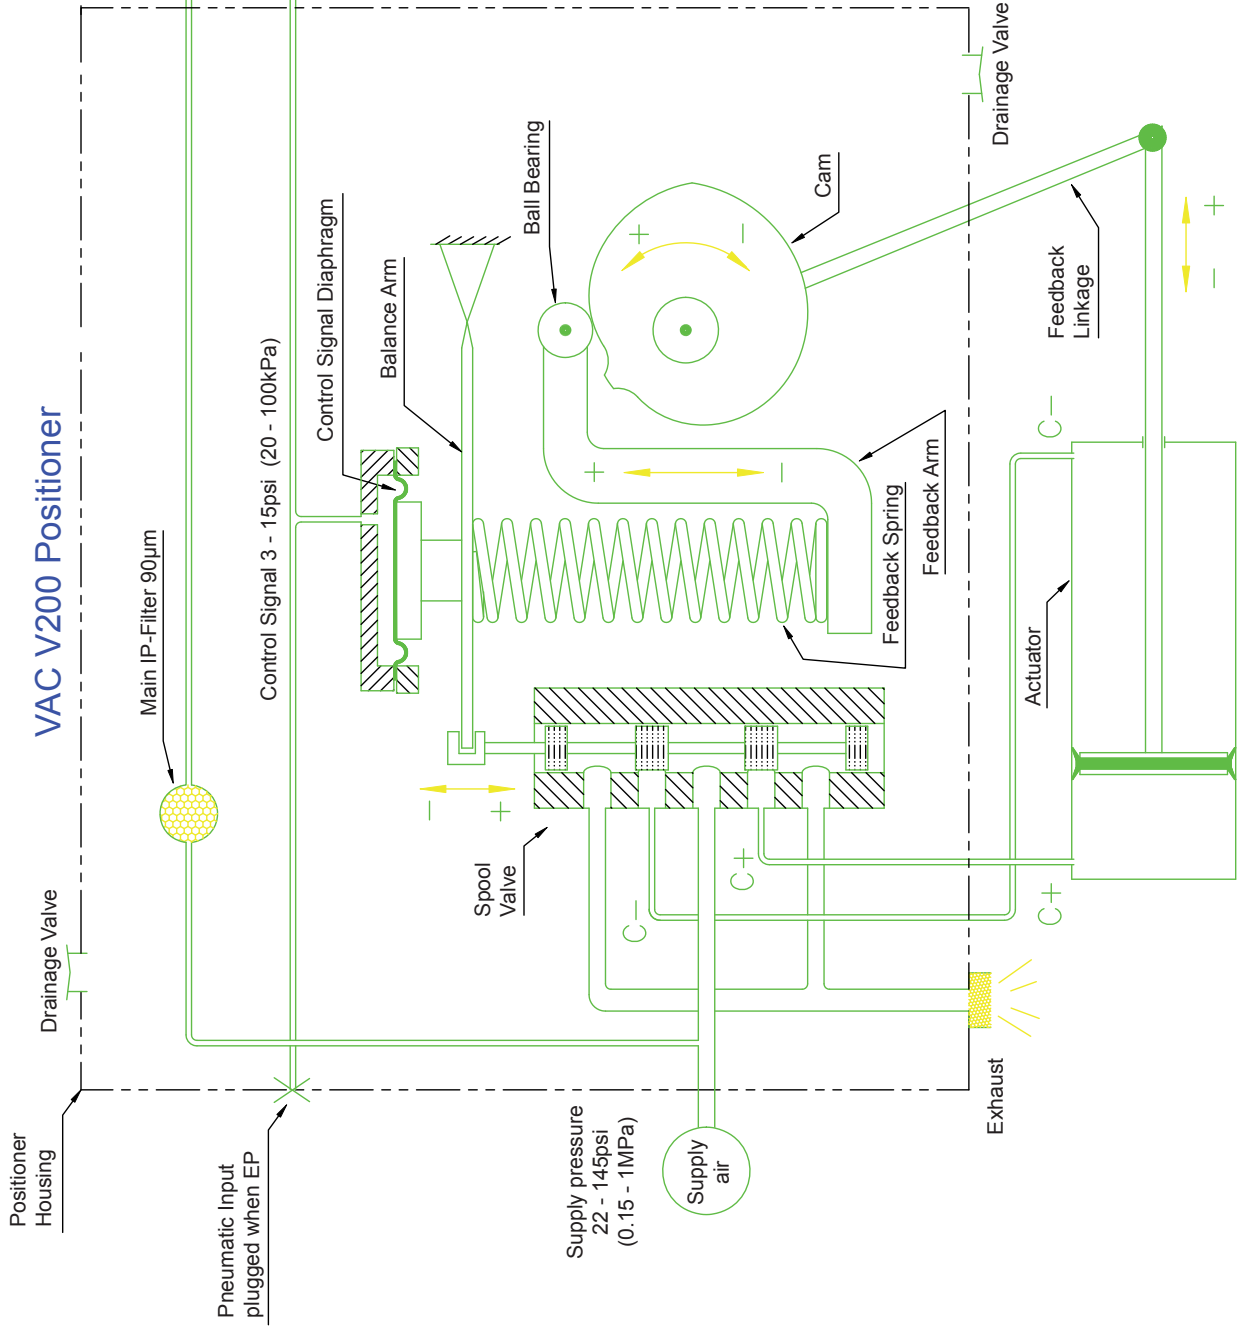 VAC V200 Positioner
Positioner
Housing
Drainage Valve
Main IP-Filter 90µm
Pneumatic Input
plugged when EP
Control Signal 3 - 15psi  (20 - 100kPa)
Control Signal Diaphragm
Balance Arm
Ball Bearing
Cam
Drainage Valve
Spool
Valve
−
+
C−
C+
+
−
+
−
Feedback Spring
Feedback Arm
Feedback
Linkage
Supply pressure
22 - 145psi
(0.15 - 1MPa)
Supply
air
Exhaust
Actuator
C+
C−
−
+